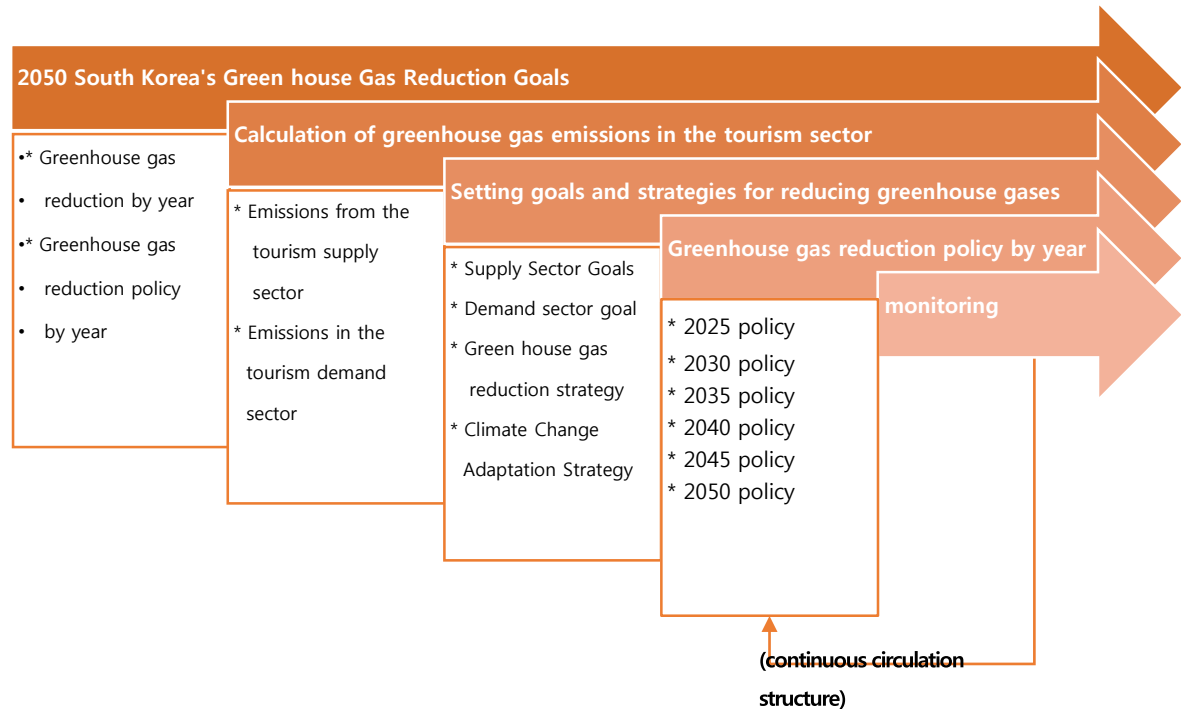 2050 South Korea's Green house Gas Reduction Goals
•* Greenhouse gas
• reduction by year
•* Greenhouse gas
• reduction policy
• by year
Calculation of greenhouse gas emissions in the tourism sector
* Emissions from the
tourism supply
sector
* Emissions in the
tourism demand
sector
Setting goals and strategies for reducing greenhouse gases
* Supply Sector Goals
* Demand sector goal
* Green house gas
reduction strategy
* Climate Change
Adaptation Strategy
Greenhouse gas reduction policy by year
* 2025 policy
* 2030 policy
* 2035 policy
* 2040 policy
* 2045 policy
* 2050 policy
monitoring
(continuous circulation
structure)